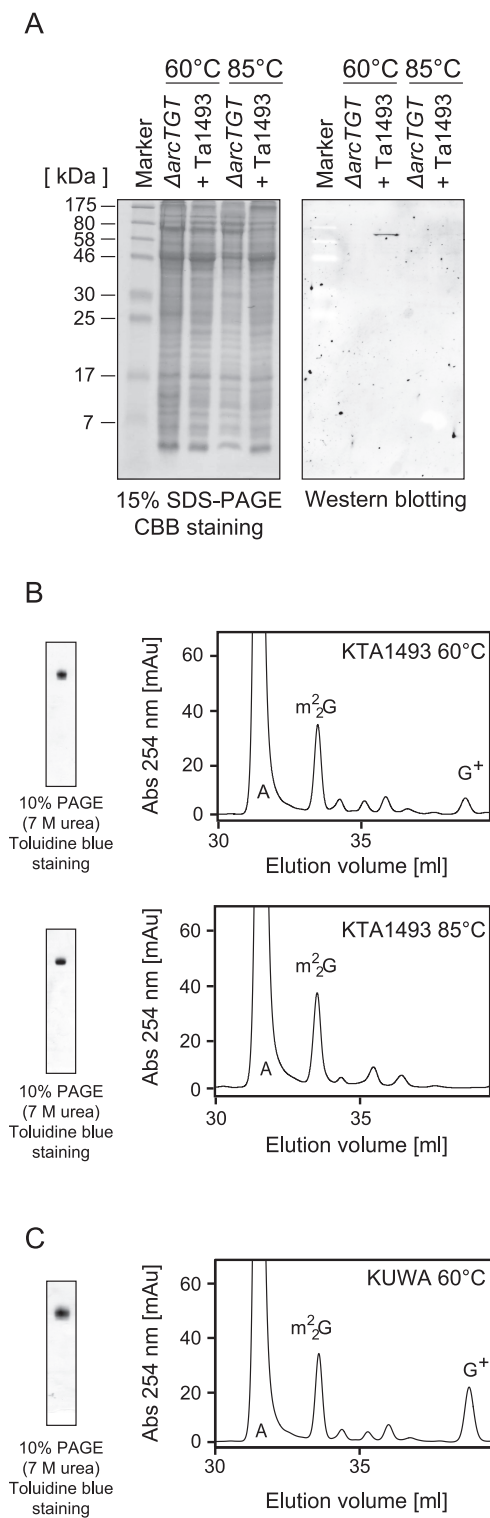 A
60°C 85°C 60°C 85°C
Marker
ΔarcTGT
+ Ta1493
ΔarcTGT
+ Ta1493
Marker
ΔarcTGT
+ Ta1493
ΔarcTGT
+ Ta1493
[ kDa ]
175
80
58
46
30
25
17
7
15% SDS-PAGE
CBB staining
Western blotting
B
10% PAGE
(7 M urea)
Toluidine blue
staining
Abs 254 nm [mAu]
60
40
20
0
KTA1493 60°C
m²₂G
A
G⁺
30 35
Elution volume [ml]
10% PAGE
(7 M urea)
Toluidine blue
staining
Abs 254 nm [mAu]
60
40
20
0
KTA1493 85°C
m²₂G
A
30 35
Elution volume [ml]
C
10% PAGE
(7 M urea)
Toluidine blue
staining
Abs 254 nm [mAu]
60
40
20
0
KUWA 60°C
m²₂G
A
G⁺
30 35
Elution volume [ml]